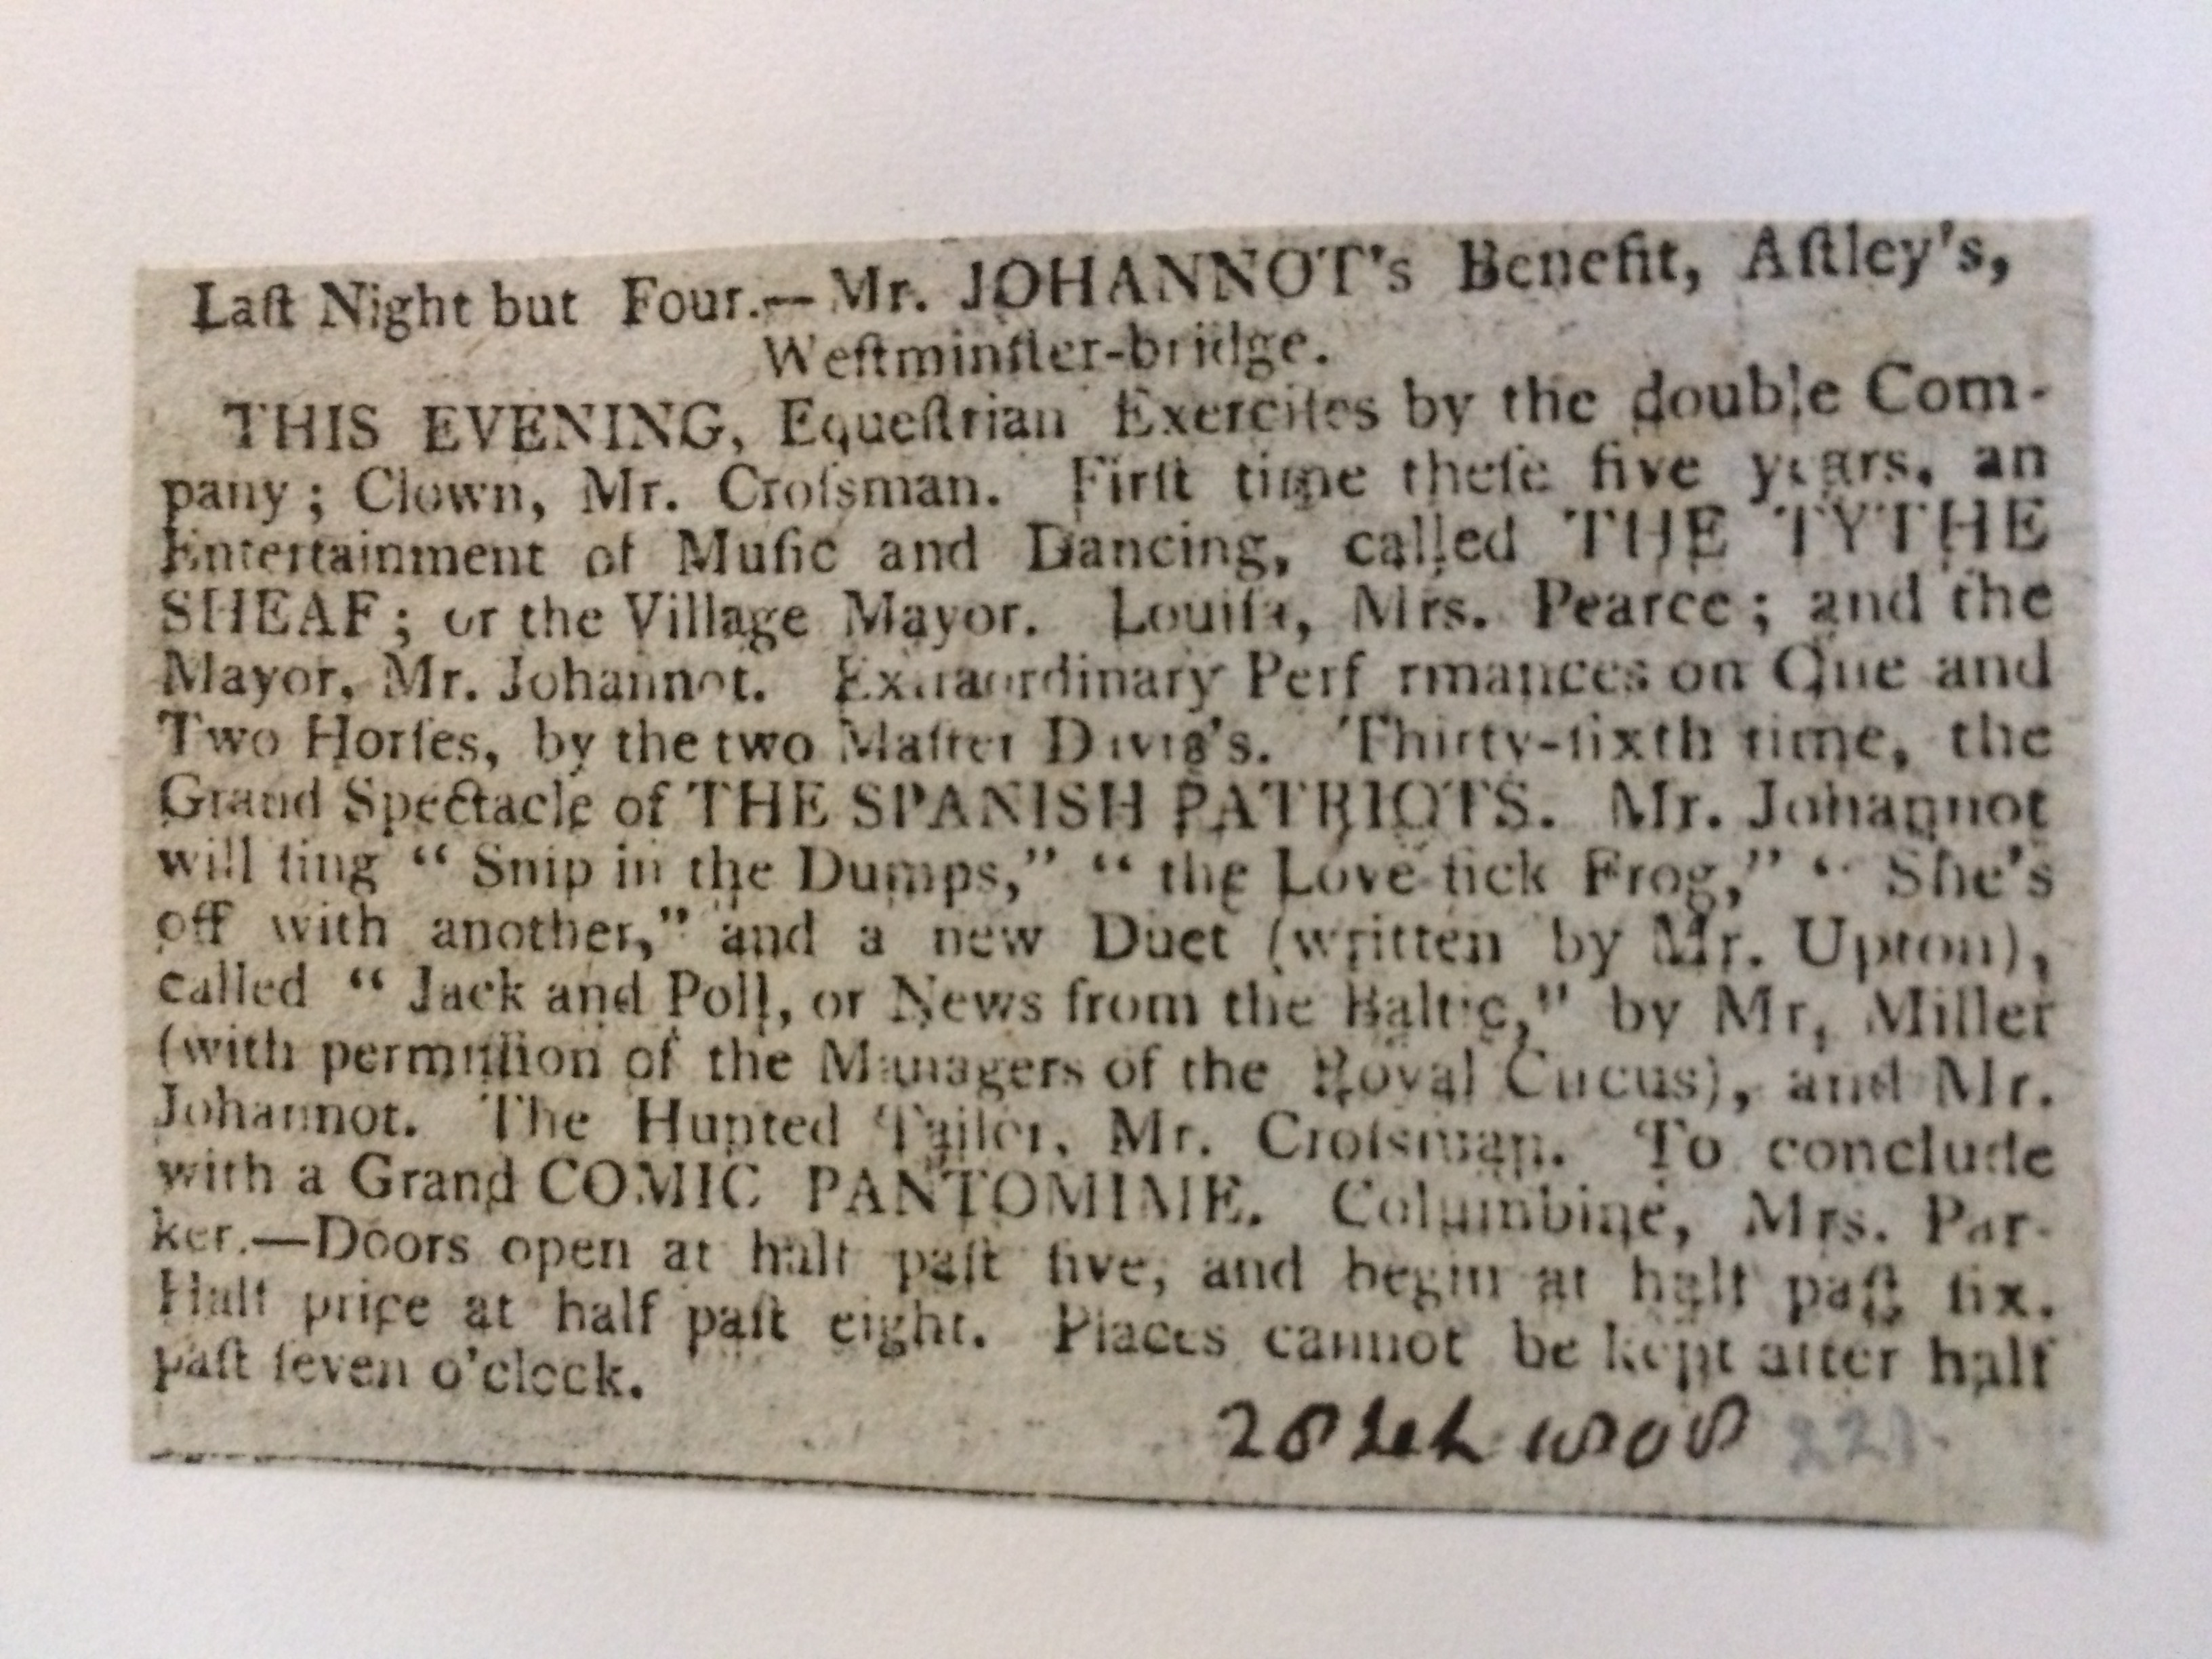 Laſt Night but Four.—Mr. JOHANNOT's Benefit, Aſtley's,
Weſtminſter-bridge.
THIS EVENING, Equeſtrian Exerciſes by the double Com-
pany; Clown, Mr. Croſsman. Firſt time theſe five years, an
Entertainment of Muſic and Dancing, called THE TYTHE
SHEAF; or the Village Mayor. Louiſa, Mrs. Pearce; and the
Mayor, Mr. Johannot. Extraordinary Perf rmances on One and
Two Horſes, by the two Maſter Davis's. Thirty-ſixth time, the
Grand Spectacle of THE SPANISH PATRIOTS. Mr. Johannot
will ſing “ Snip in the Dumps,” “ the Love ſick Frog,” “ She's
off with another,” and a new Duet (written by Mr. Upton),
called “ Jack and Poll, or News from the Baltic,” by Mr. Miller
(with permiſſion of the Managers of the Royal Circus), and Mr.
Johannot. The Hunted Tailor, Mr. Croſsman. To conclude
with a Grand COMIC PANTOMIME. Columbine, Mrs. Par-
ker.—Doors open at half paſt five, and begin at half paſt ſix.
Half price at half paſt eight. Places cannot be kept after half
paſt ſeven o'clock.
28 1808 221